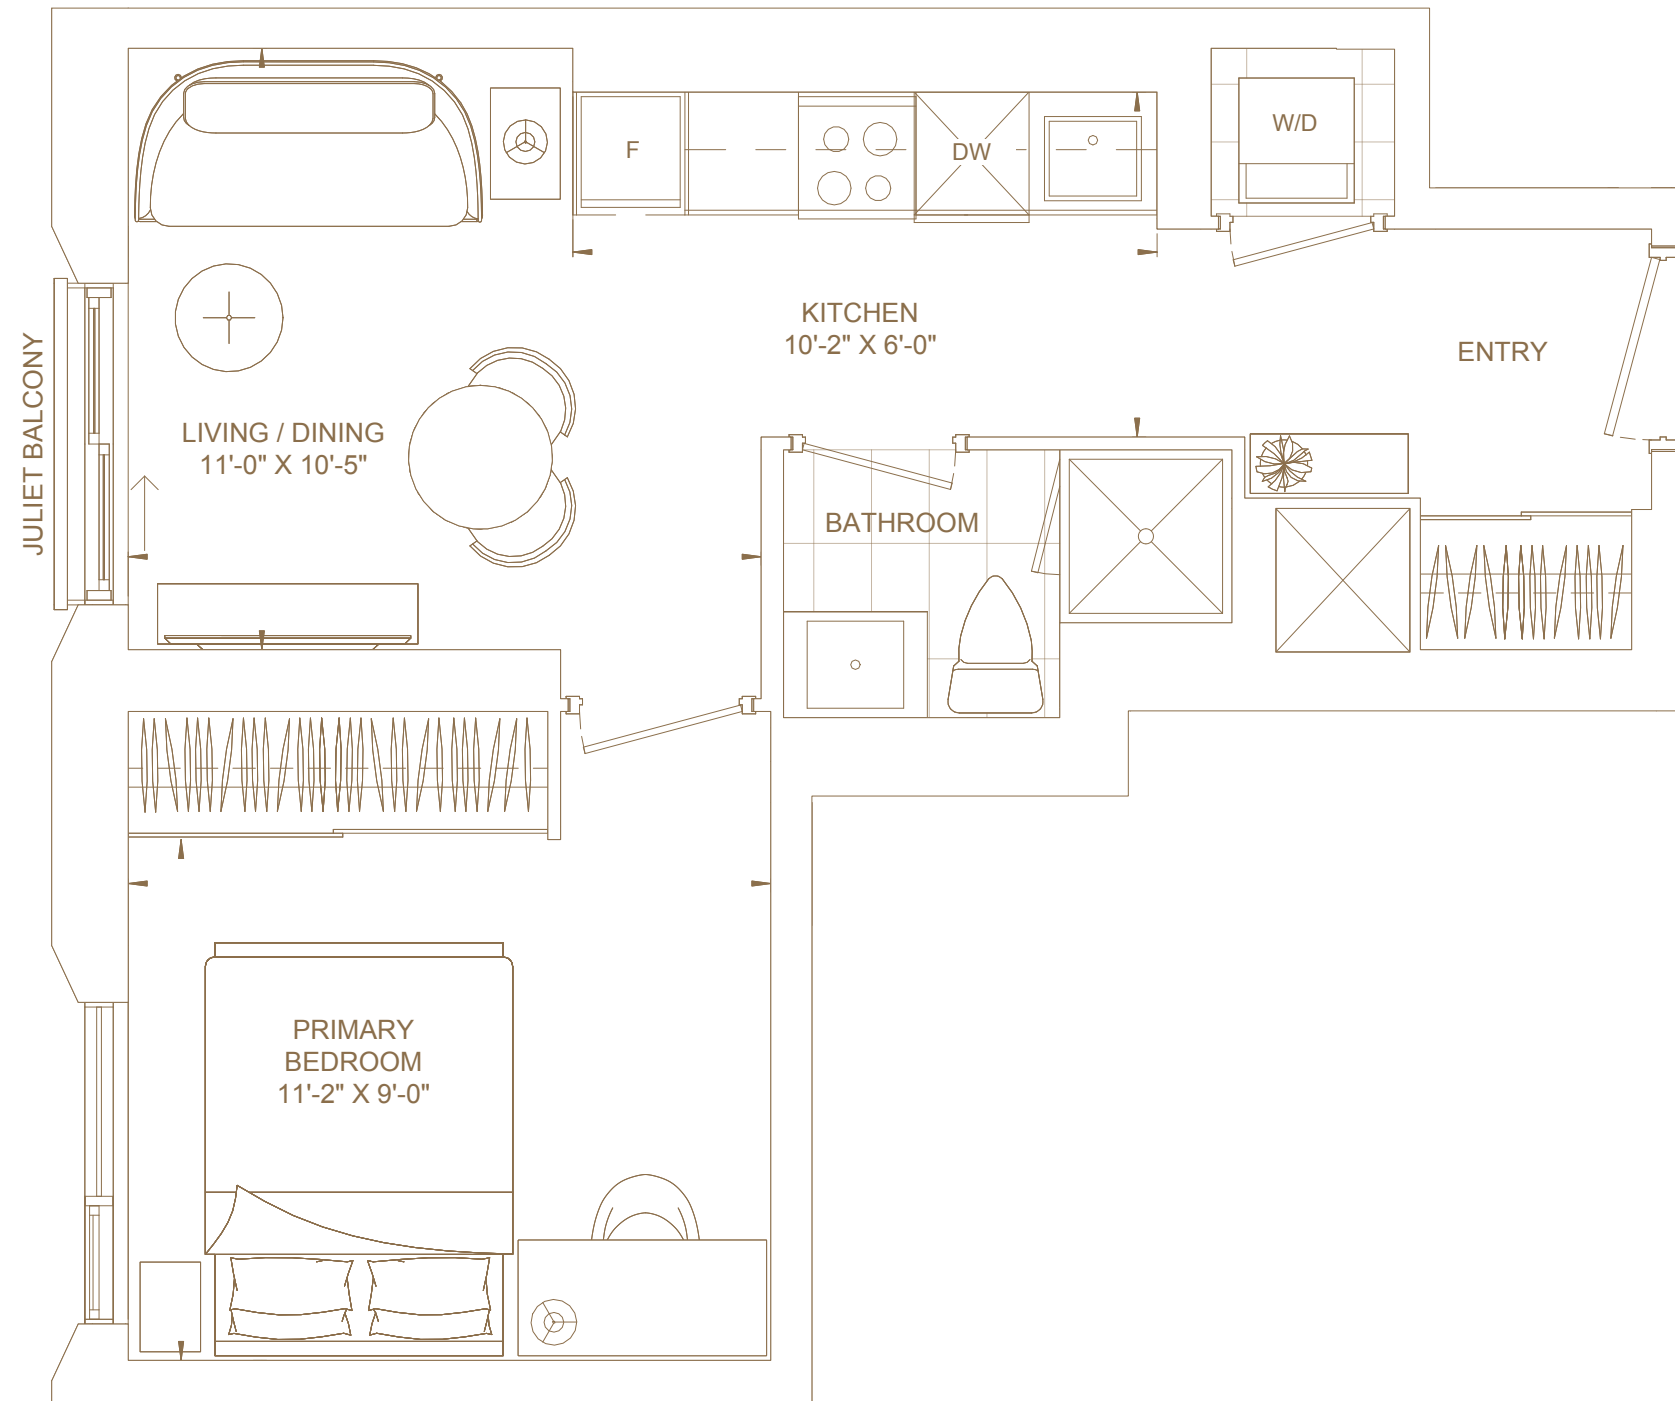 W/D
F
DW
KITCHEN
10'-2" X 6'-0"
ENTRY
JULIET BALCONY
LIVING / DINING
11'-0" X 10'-5"
BATHROOM
PRIMARY
BEDROOM
11'-2" X 9'-0"